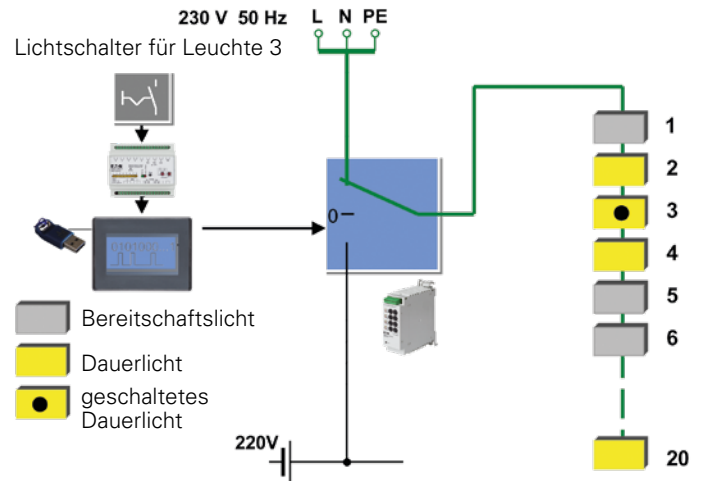 230 V 50 Hz L N PE
Lichtschalter für Leuchte 3
1
2
3
4
5
6
20
0
Bereitschaftslicht
Dauerlicht
geschaltetes
Dauerlicht
220V